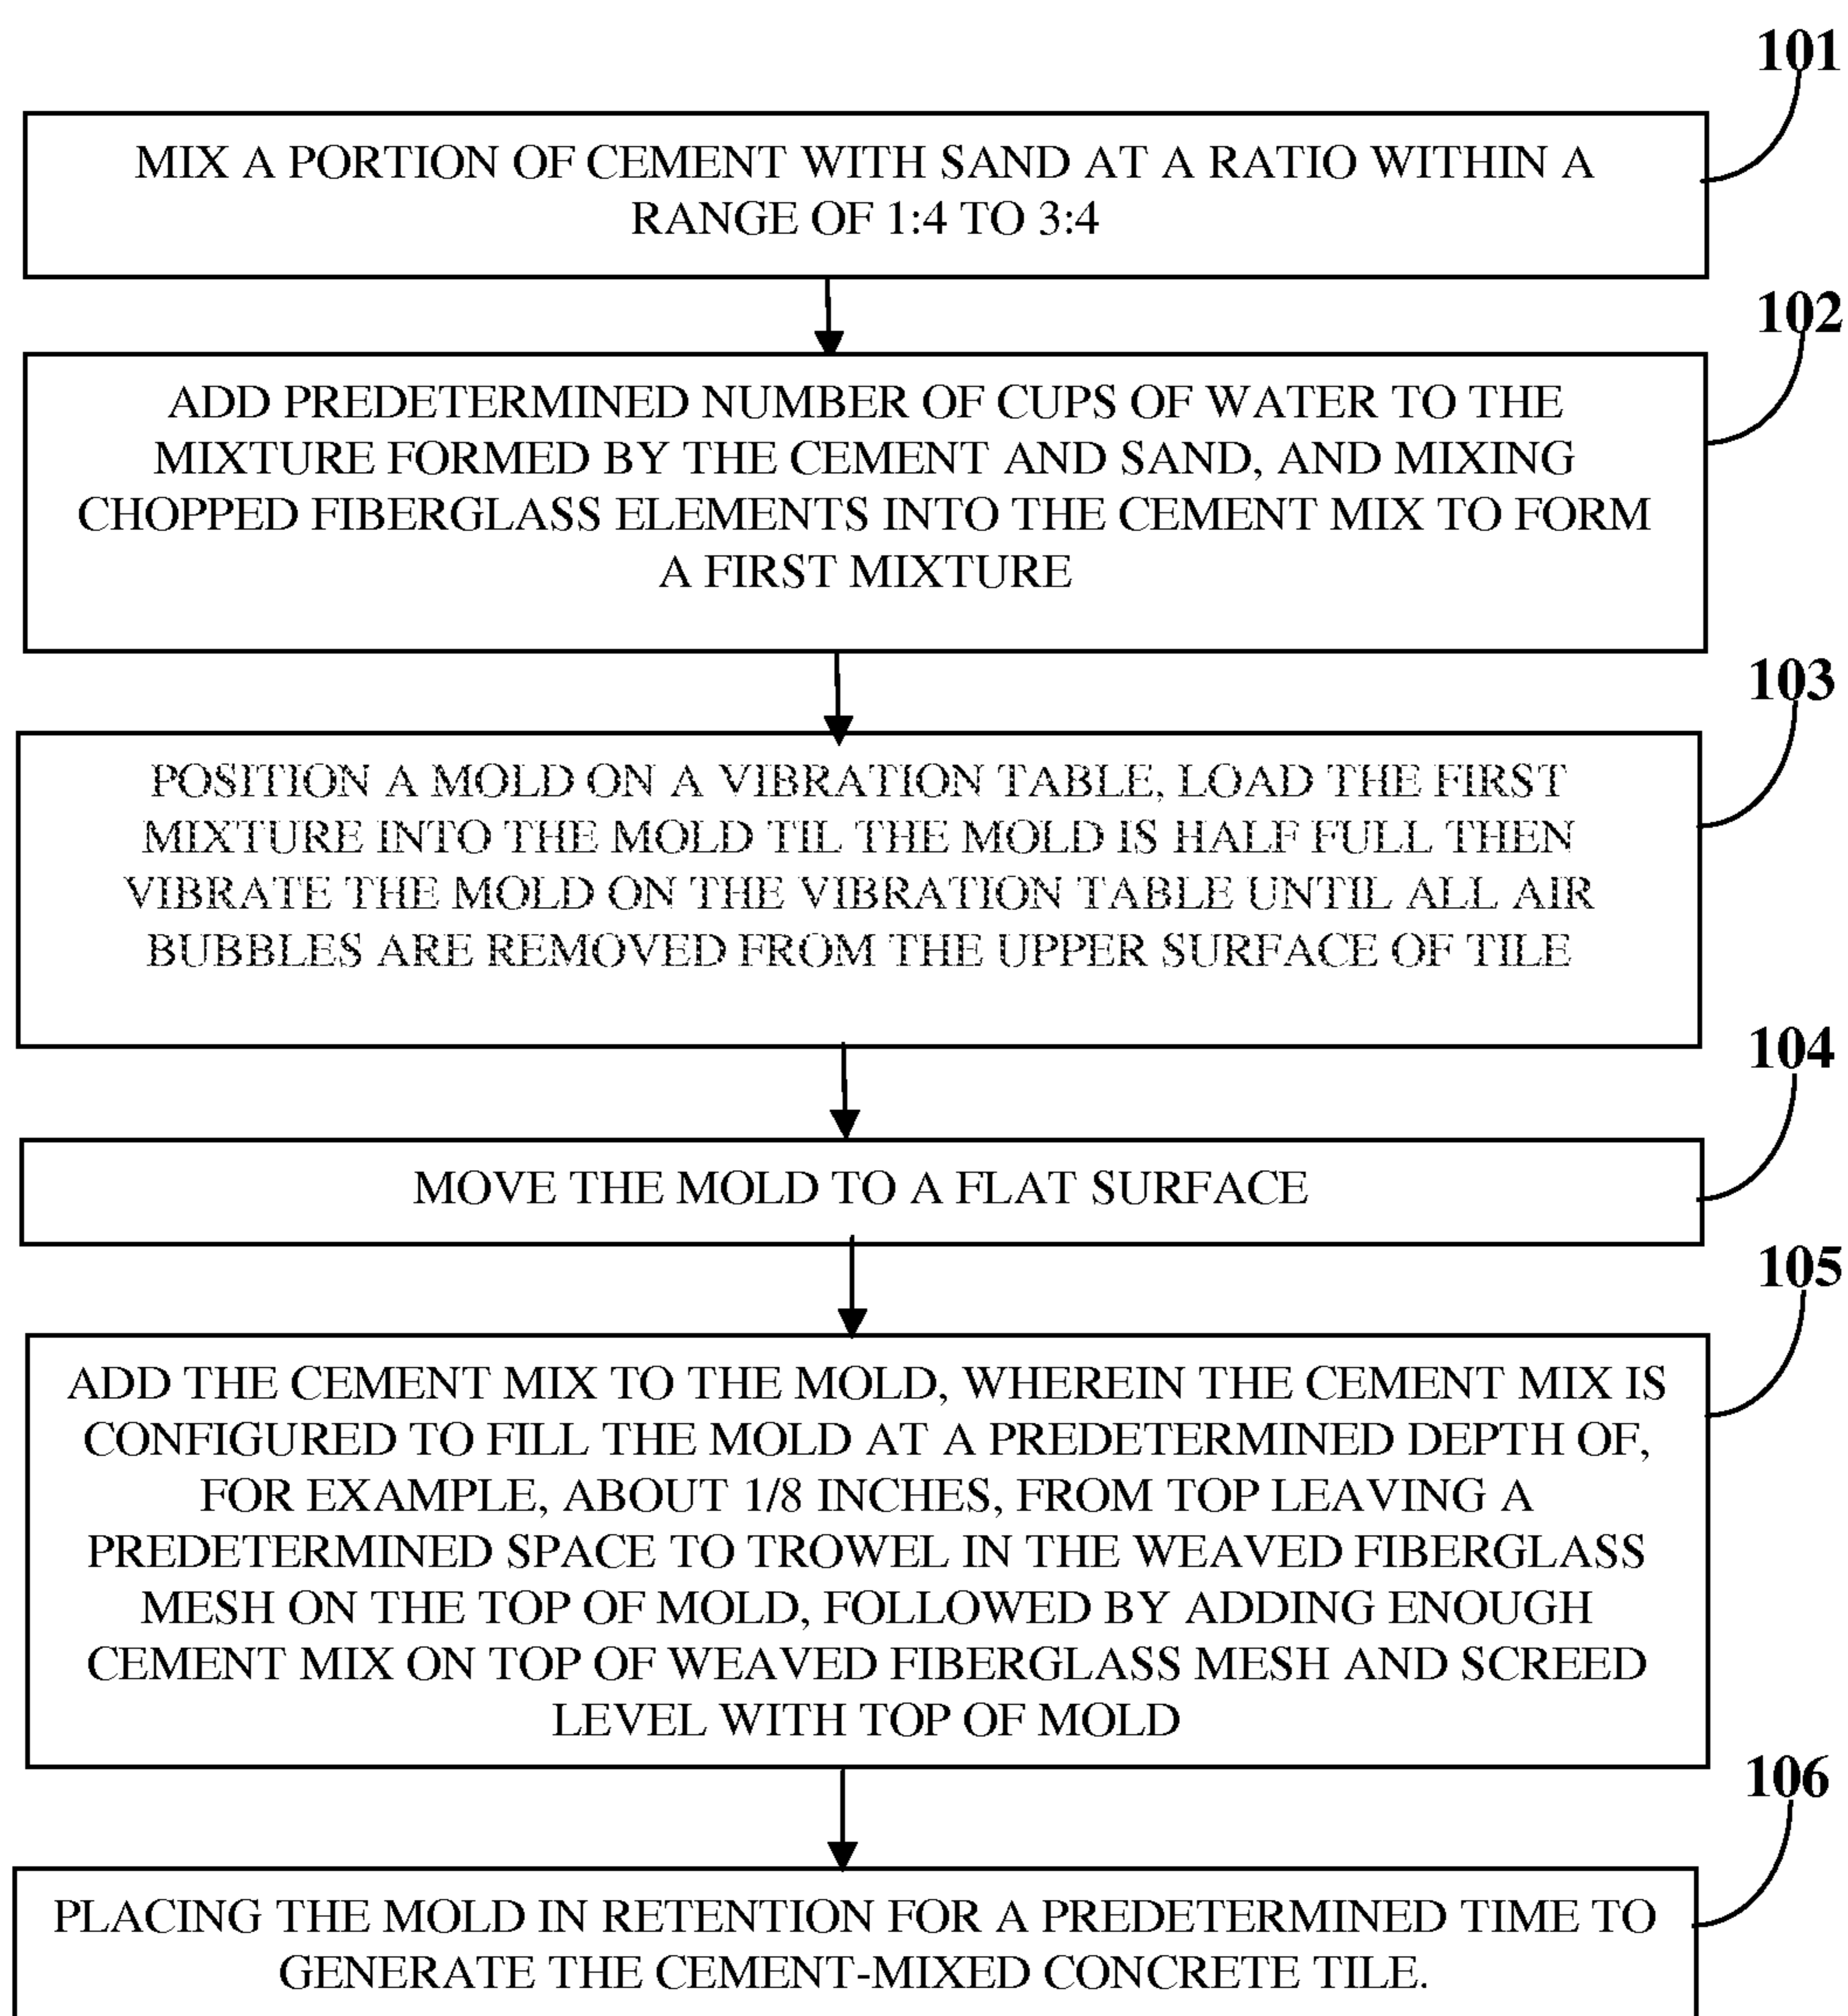 101
MIX A PORTION OF CEMENT WITH SAND AT A RATIO WITHIN A
RANGE OF 1:4 TO 3:4
102
ADD PREDETERMINED NUMBER OF CUPS OF WATER TO THE
MIXTURE FORMED BY THE CEMENT AND SAND, AND MIXING
CHOPPED FIBERGLASS ELEMENTS INTO THE CEMENT MIX TO FORM
A FIRST MIXTURE
103
POSITION A MOLD ON A VIBRATION TABLE, LOAD THE FIRST
MIXTURE INTO THE MOLD TIL THE MOLD IS HALF FULL THEN
VIBRATE THE MOLD ON THE VIBRATION TABLE UNTIL ALL AIR
BUBBLES ARE REMOVED FROM THE UPPER SURFACE OF TILE
104
MOVE THE MOLD TO A FLAT SURFACE
105
ADD THE CEMENT MIX TO THE MOLD, WHEREIN THE CEMENT MIX IS
CONFIGURED TO FILL THE MOLD AT A PREDETERMINED DEPTH OF,
FOR EXAMPLE, ABOUT 1/8 INCHES, FROM TOP LEAVING A
PREDETERMINED SPACE TO TROWEL IN THE WEAVED FIBERGLASS
MESH ON THE TOP OF MOLD, FOLLOWED BY ADDING ENOUGH
CEMENT MIX ON TOP OF WEAVED FIBERGLASS MESH AND SCREED
LEVEL WITH TOP OF MOLD
106
PLACING THE MOLD IN RETENTION FOR A PREDETERMINED TIME TO
GENERATE THE CEMENT-MIXED CONCRETE TILE.